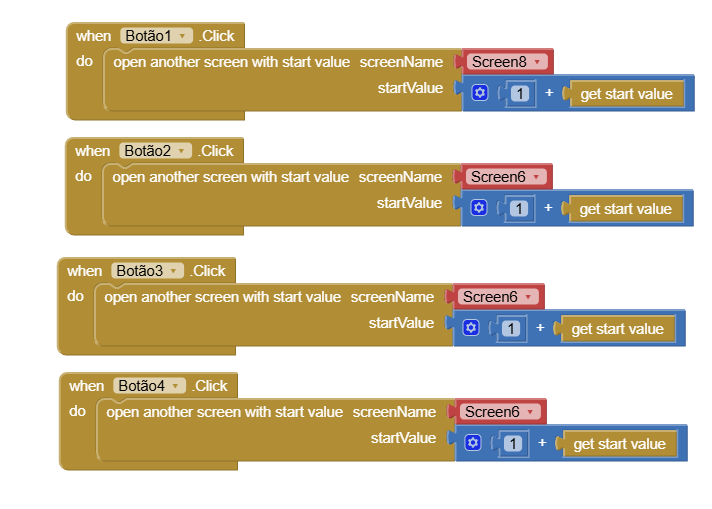 when Botão1 .Click
do open another screen with start value screenName Screen8
startValue 1 + get start value
when Botão2 .Click
do open another screen with start value screenName Screen6
startValue 1 + get start value
when Botão3 .Click
do open another screen with start value screenName Screen6
startValue 1 + get start value
when Botão4 .Click
do open another screen with start value screenName Screen6
startValue 1 + get start value